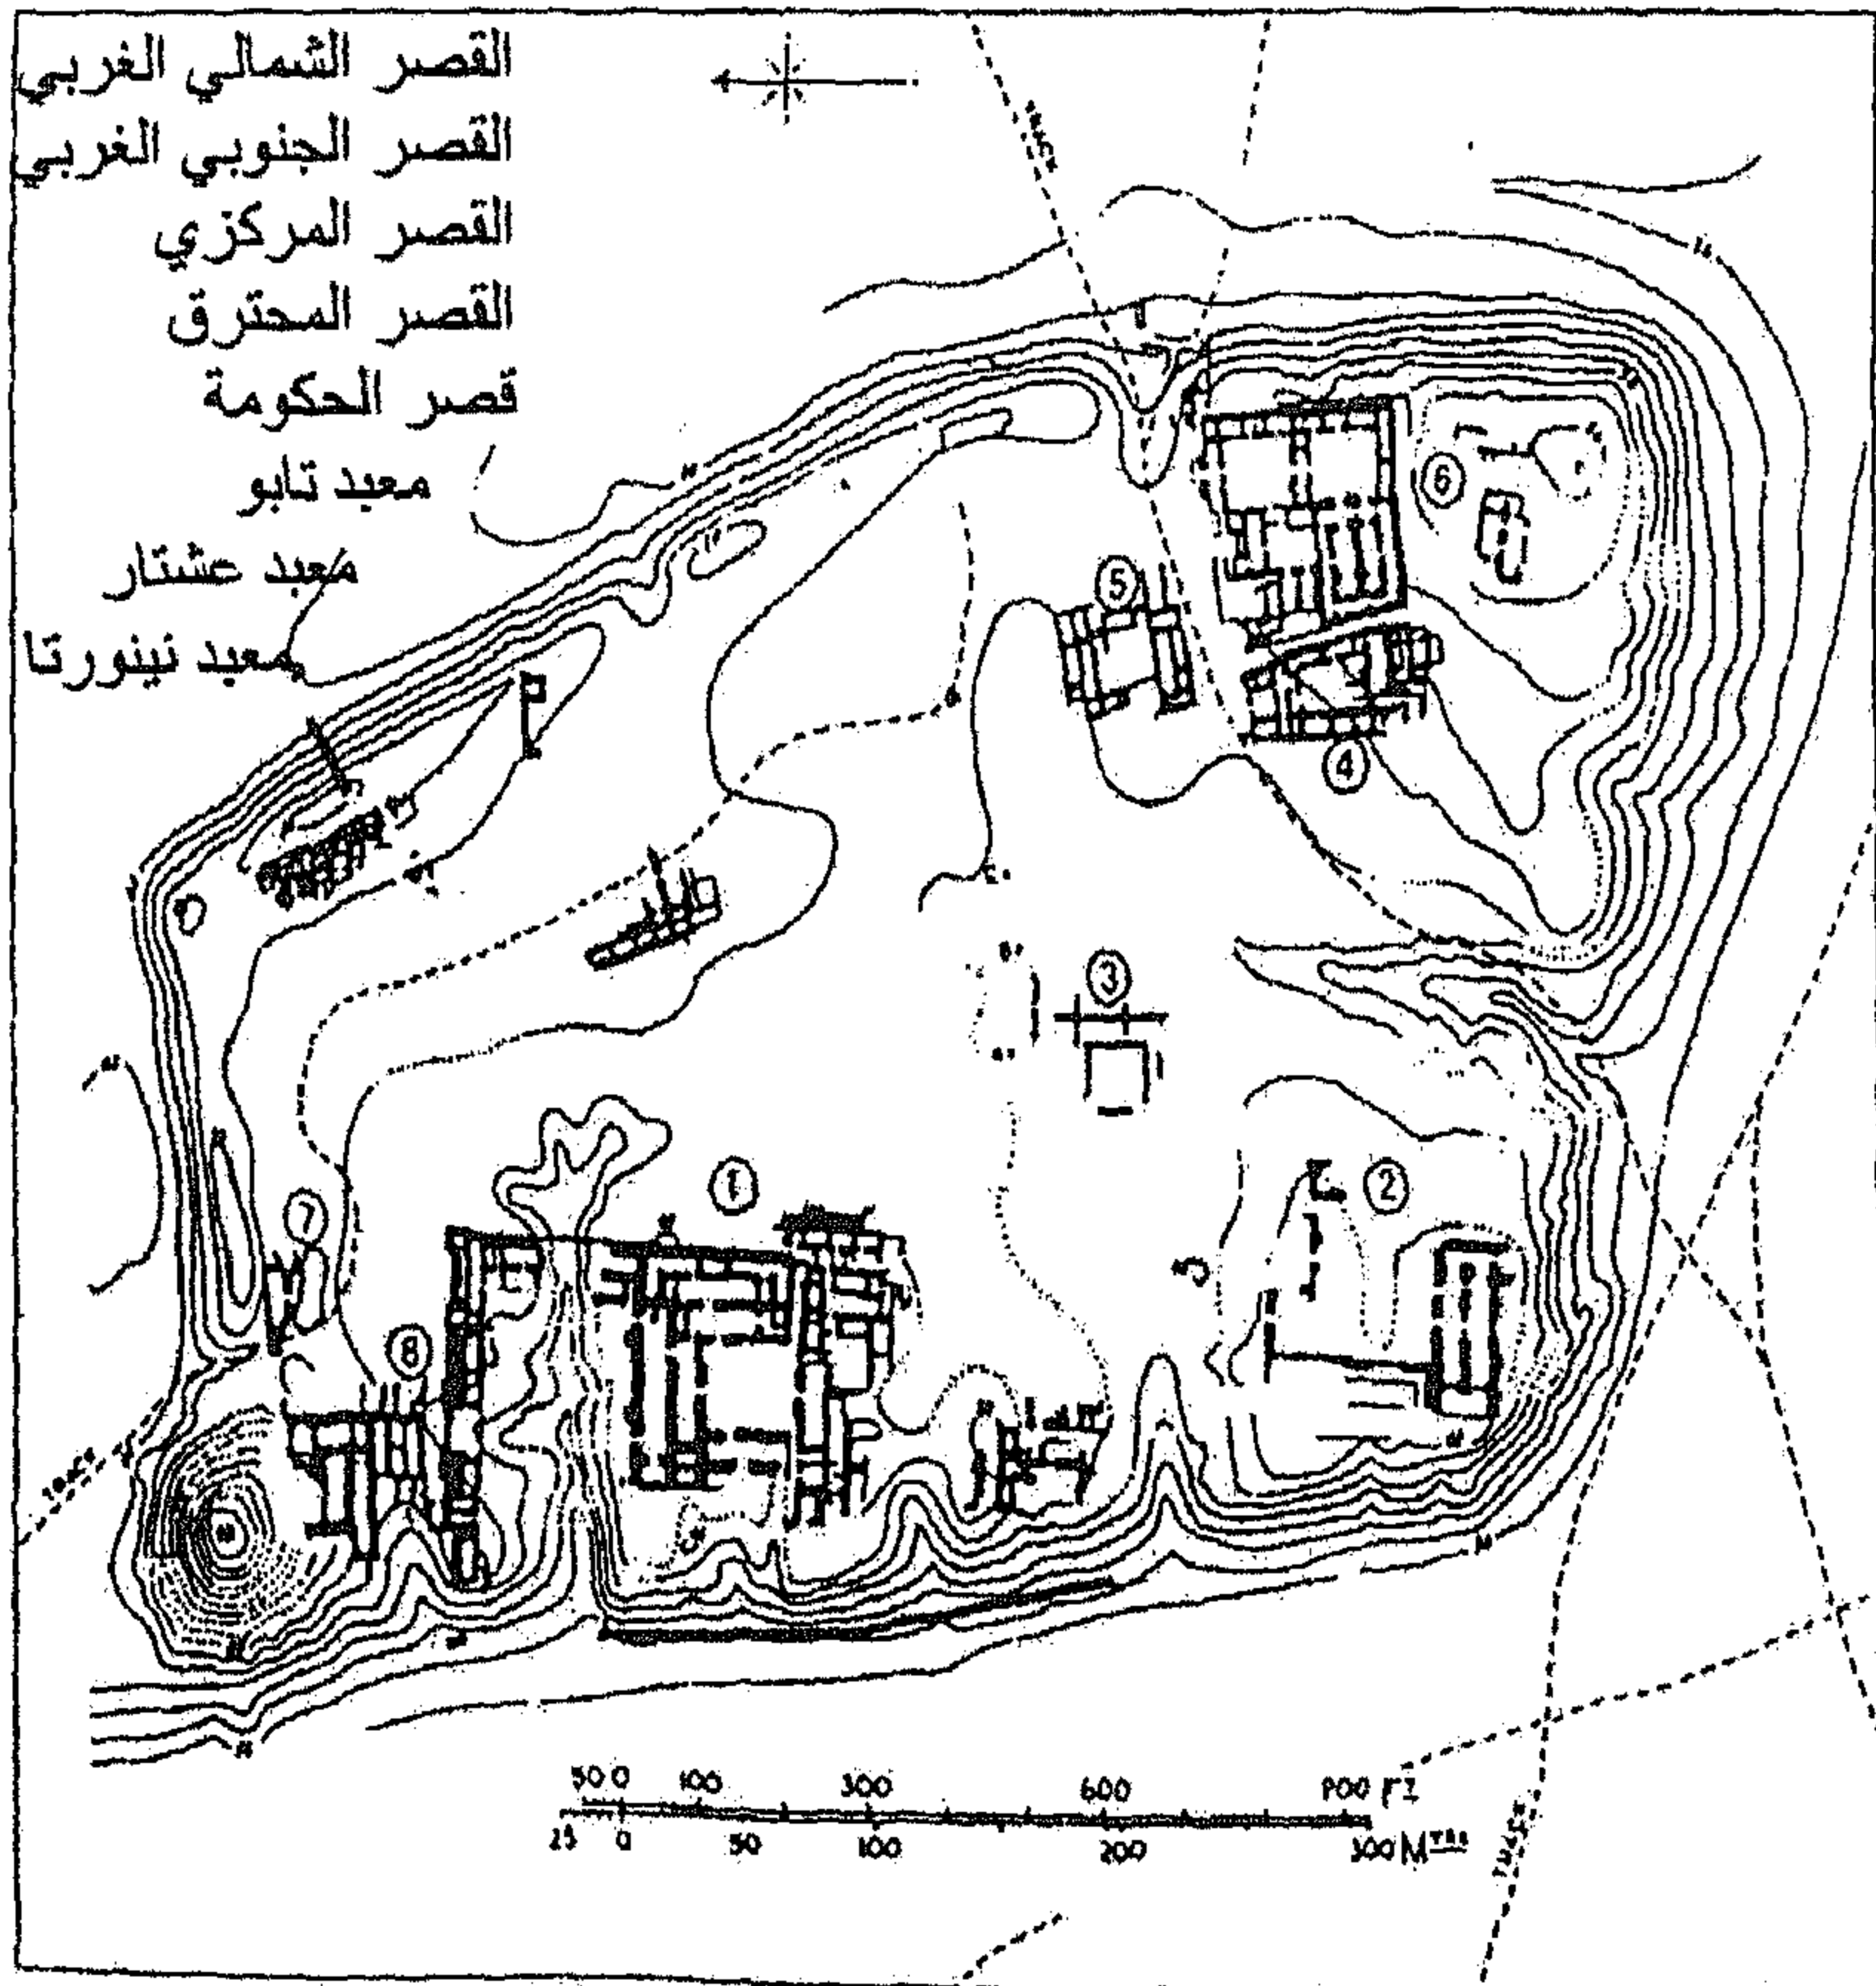 القصر الشمالي الغربي
القصر الجنوبي الغربي
القصر المركزي
القصر المحترق
قصر الحكومة
معبد تابو
معبد عشتار
معبد نينورتا
6
5
4
3
1
2
7
8
TRACK
50 0 100 300 600 900 FT
25 0 50 100 200 300 MTRS